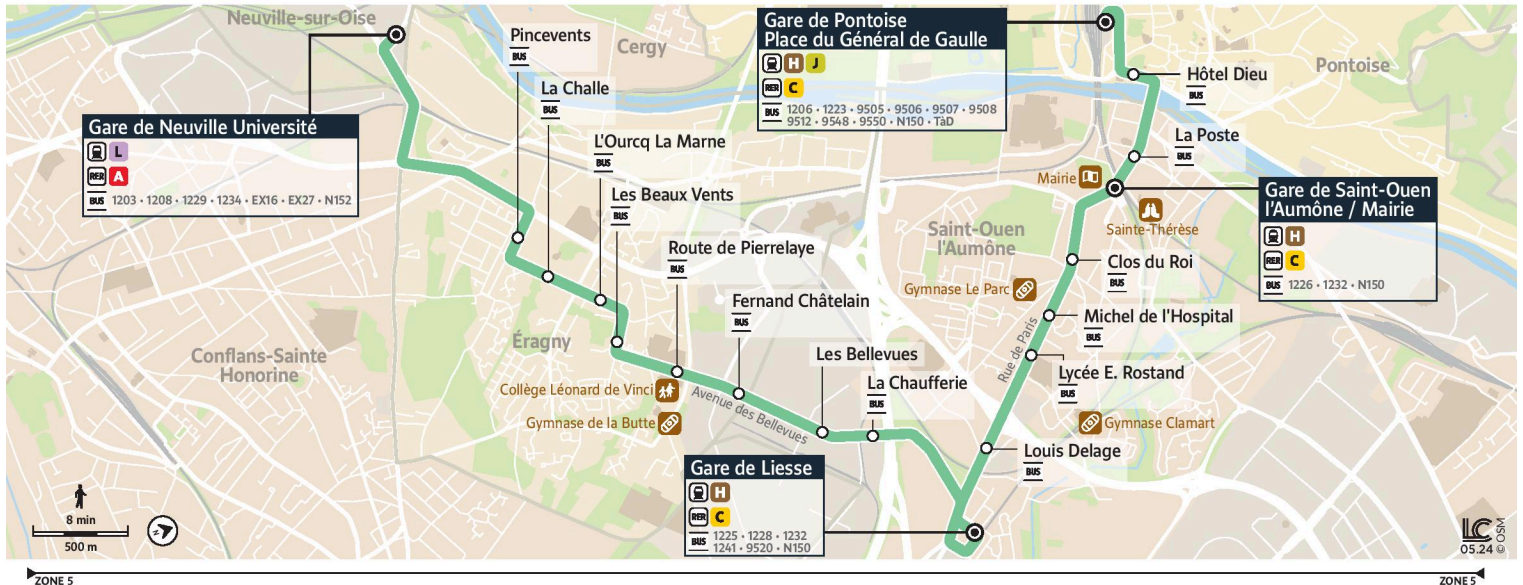 Neuville-sur-Oise
Gare de Neuville Université
L
RER A
BUS 1203 • 1208 • 1229 • 1234 • EX16 • EX27 • N152
Pincevents
BUS
Cergy
La Challe
BUS
L'Ourcq La Marne
BUS
Les Beaux Vents
BUS
Route de Pierrelaye
BUS
Fernand Châtelain
BUS
Les Bellevues
La Chaufferie
BUS
Gare de Pontoise
Place du Général de Gaulle
H J
RER C
BUS 1206 • 1223 • 9505 • 9506 • 9507 • 9508
9512 • 9548 • 9550 • N150 • TàD
Hôtel Dieu
BUS
Pontoise
La Poste
BUS
Mairie
Gare de Saint-Ouen
l'Aumône / Mairie
H
RER C
BUS 1226 • 1232 • N150
Sainte-Thérèse
Saint-Ouen
l'Aumône
Clos du Roi
BUS
Gymnase Le Parc
Michel de l'Hospital
BUS
Rue de Paris
Lycée E. Rostand
BUS
Gymnase Clamart
Louis Delage
BUS
Éragny
Conflans-Sainte
Honorine
Collège Léonard de Vinci
Avenue des Bellevues
Gymnase de la Butte
Gare de Liesse
H
RER C
BUS 1225 • 1228 • 1232
1241 • 9520 • N150
8 min
500 m
N
LC
05.24 © OSM
ZONE 5
ZONE 5